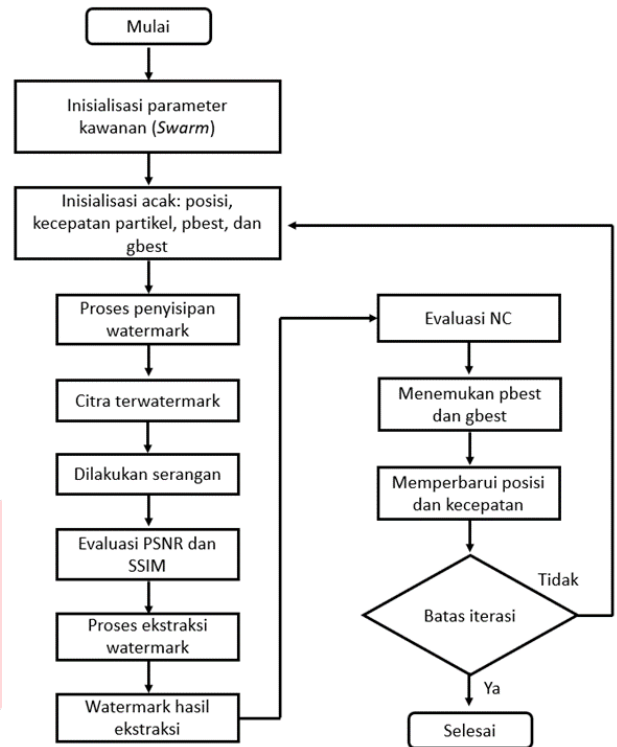 Mulai
Inisialisasi parameter
kawanan (Swarm)
Inisialisasi acak: posisi,
kecepatan partikel, pbest, dan
gbest
Proses penyisipan
watermark
Citra terwatermark
Dilakukan serangan
Evaluasi PSNR dan
SSIM
Proses ekstraksi
watermark
Watermark hasil
ekstraksi
Evaluasi NC
Menemukan pbest
dan gbest
Memperbarui posisi
dan kecepatan
Batas iterasi
Tidak
Ya
Selesai